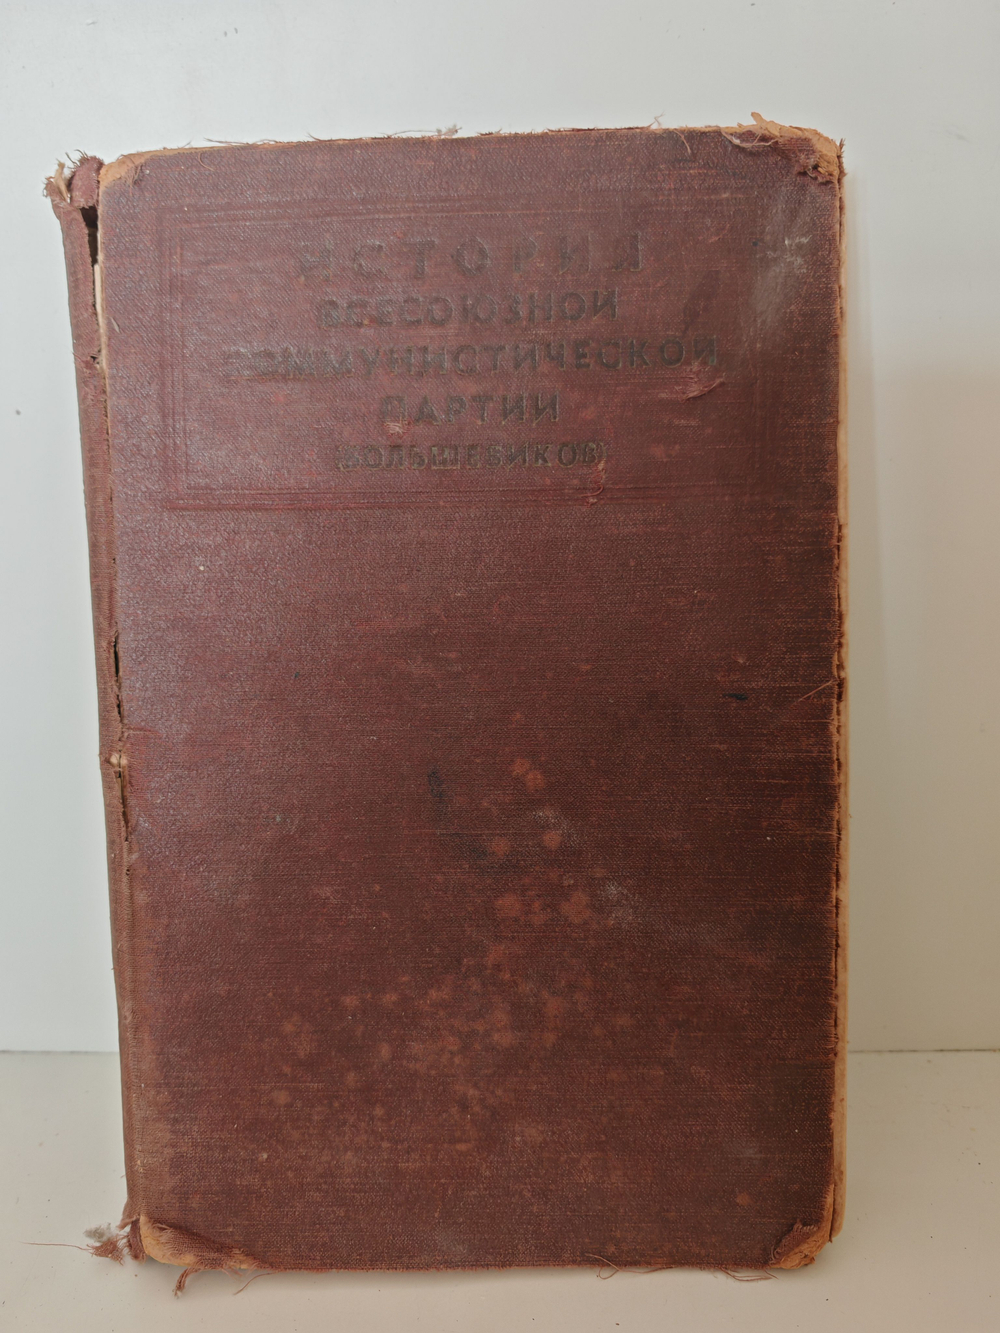 ИСТОРИЯ
ВСЕСОЮЗНОЙ
КОММУНИСТИЧЕСКОЙ
ПАРТИИ
(БОЛЬШЕВИКОВ)